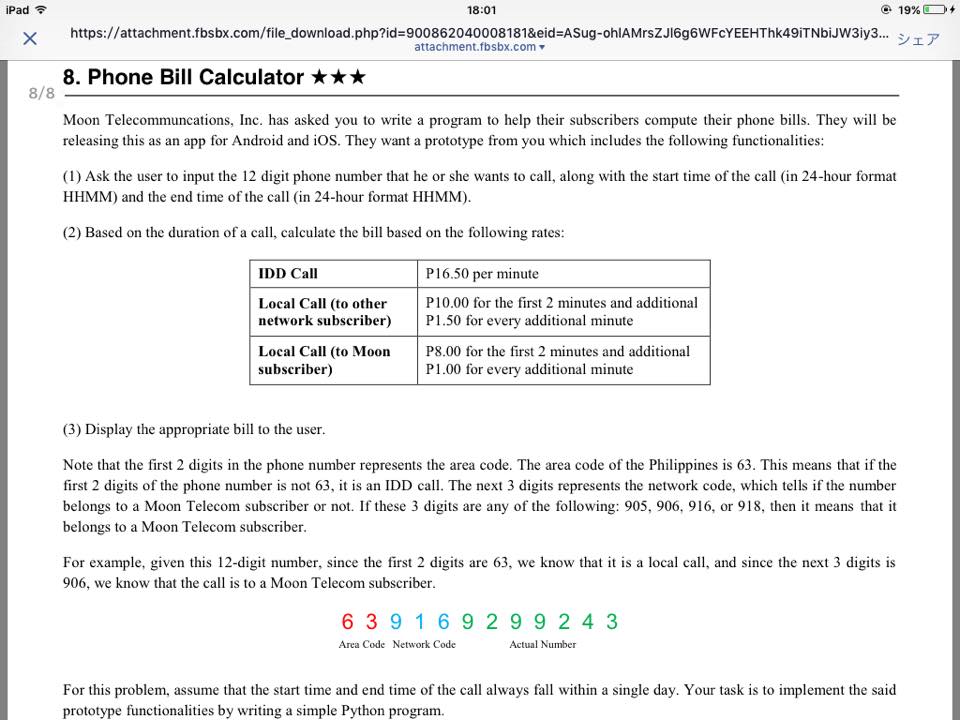 iPad 18:01 19%
https://attachment.fbsbx.com/file_download.php?id=900862040008181&eid=ASug-ohlAMrsZJl6g6WFcYEEHThk49iTNbiJW3iy3...
attachment.fbsbx.com
シェア
8. Phone Bill Calculator ★★★
8/8
Moon Telecommuncations, Inc. has asked you to write a program to help their subscribers compute their phone bills. They will be
releasing this as an app for Android and iOS. They want a prototype from you which includes the following functionalities:
(1) Ask the user to input the 12 digit phone number that he or she wants to call, along with the start time of the call (in 24-hour format
HHMM) and the end time of the call (in 24-hour format HHMM).
(2) Based on the duration of a call, calculate the bill based on the following rates:
IDD Call P16.50 per minute
Local Call (to other P10.00 for the first 2 minutes and additional
network subscriber) P1.50 for every additional minute
Local Call (to Moon P8.00 for the first 2 minutes and additional
subscriber) P1.00 for every additional minute
(3) Display the appropriate bill to the user.
Note that the first 2 digits in the phone number represents the area code. The area code of the Philippines is 63. This means that if the
first 2 digits of the phone number is not 63, it is an IDD call. The next 3 digits represents the network code, which tells if the number
belongs to a Moon Telecom subscriber or not. If these 3 digits are any of the following: 905, 906, 916, or 918, then it means that it
belongs to a Moon Telecom subscriber.
For example, given this 12-digit number, since the first 2 digits are 63, we know that it is a local call, and since the next 3 digits is
906, we know that the call is to a Moon Telecom subscriber.
6 3 9 1 6 9 2 9 9 2 4 3
Area Code Network Code Actual Number
For this problem, assume that the start time and end time of the call always fall within a single day. Your task is to implement the said
prototype functionalities by writing a simple Python program.